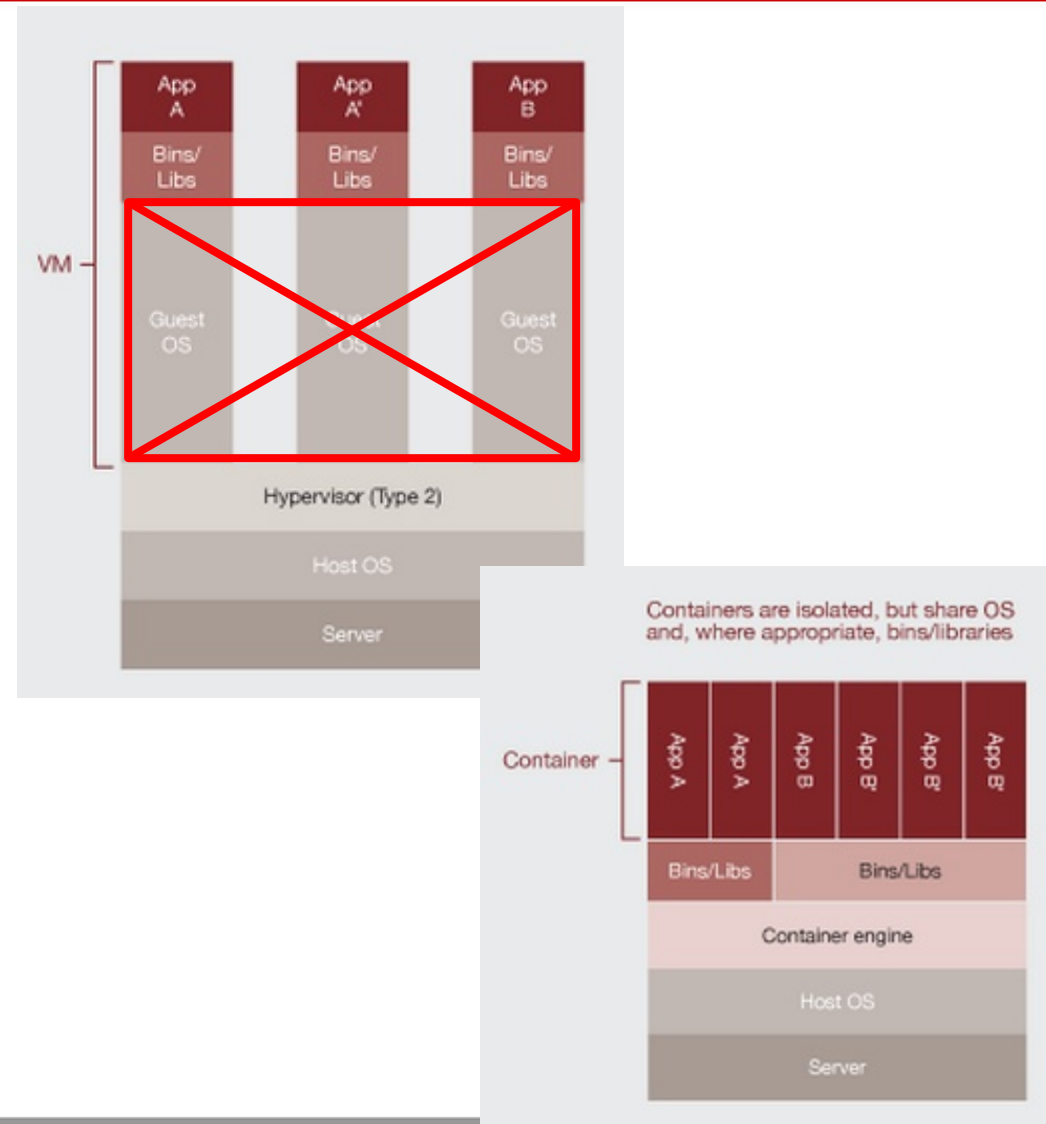 App
A
App
A'
App
B
Bins/
Libs
Bins/
Libs
Bins/
Libs
VM
Guest
OS
Guest
OS
Guest
OS
Hypervisor (Type 2)
Host OS
Server
Containers are isolated, but share OS
and, where appropriate, bins/libraries
Container
App A
App A
App B
App B'
App B'
App B'
Bins/Libs
Bins/Libs
Container engine
Host OS
Server